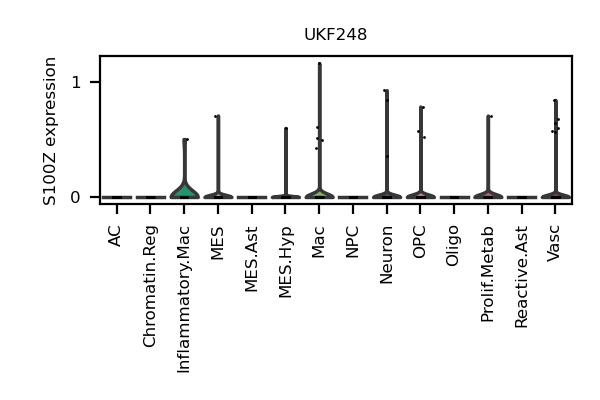 UKF248
S100Z expression
1
0
AC
Chromatin.Reg
Inflammatory.Mac
MES
MES.Ast
MES.Hyp
Mac
NPC
Neuron
OPC
Oligo
Prolif.Metab
Reactive.Ast
Vasc